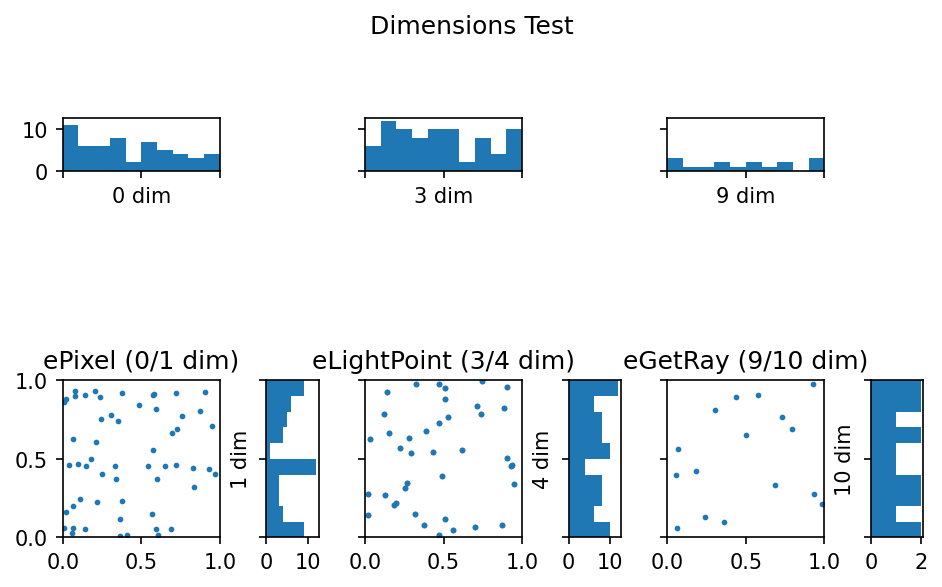 Dimensions Test
10
0
0 dim
3 dim
9 dim
ePixel (0/1 dim)
eLightPoint (3/4 dim)
eGetRay (9/10 dim)
1.0
0.5
0.0
0.0 0.5 1.0
1 dim
0 10
0.0 0.5 1.0
4 dim
0 10
0.0 0.5 1.0
10 dim
0 2